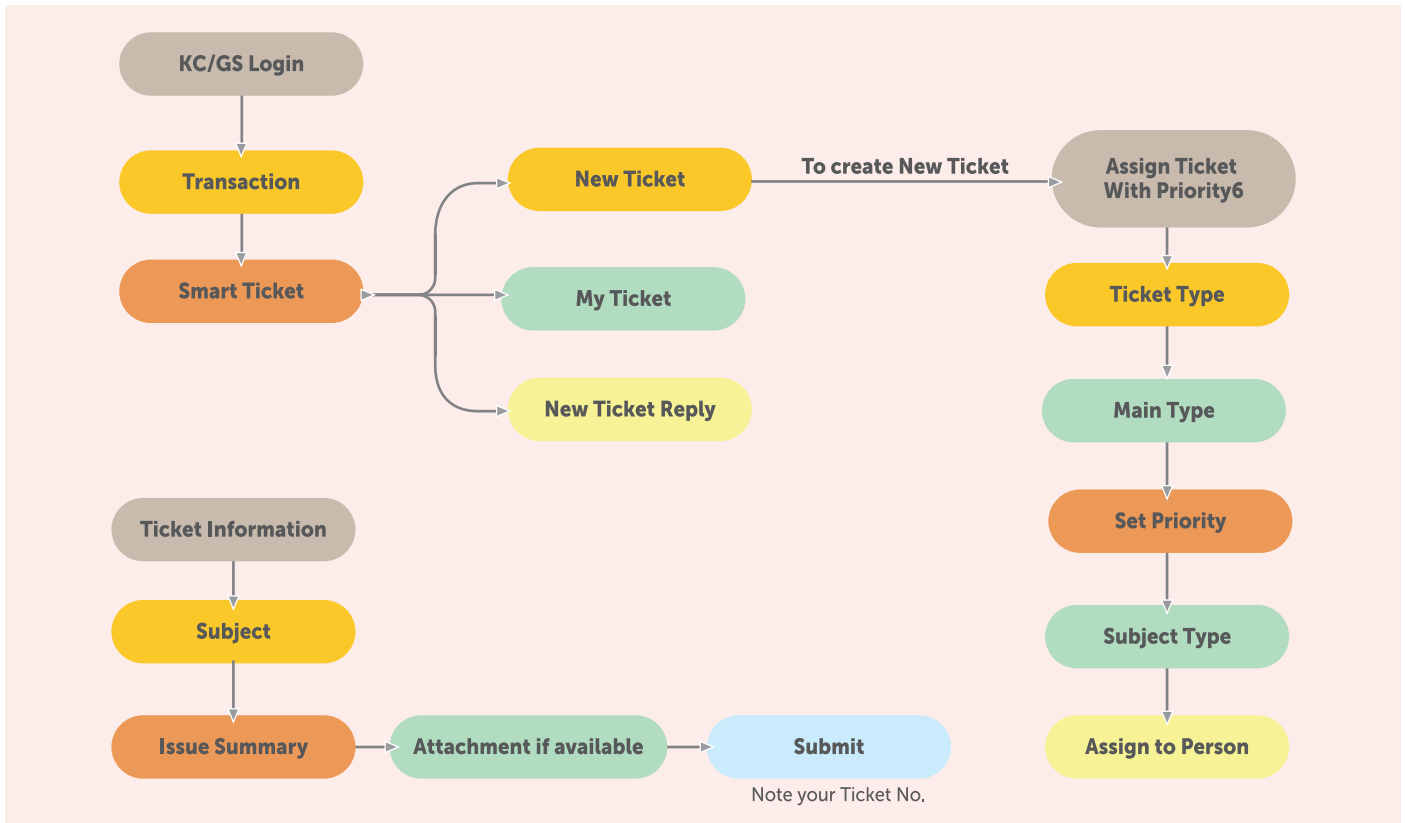 KC/GS Login
Transaction
Smart Ticket
New Ticket
My Ticket
New Ticket Reply
To create New Ticket
Assign Ticket
With Priority6
Ticket Type
Main Type
Set Priority
Subject Type
Assign to Person
Ticket Information
Subject
Issue Summary
Attachment if available
Submit
Note your Ticket No.